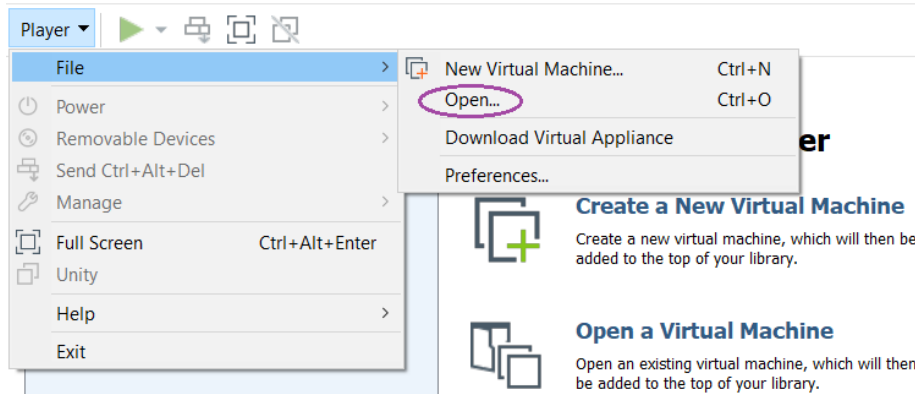 Player
File
Power
Removable Devices
Send Ctrl+Alt+Del
Manage
Full Screen Ctrl+Alt+Enter
Unity
Help
Exit
New Virtual Machine... Ctrl+N
Open... Ctrl+O
Download Virtual Appliance
Preferences...
er
Create a New Virtual Machine
Create a new virtual machine, which will then be
added to the top of your library.
Open a Virtual Machine
Open an existing virtual machine, which will then
be added to the top of your library.